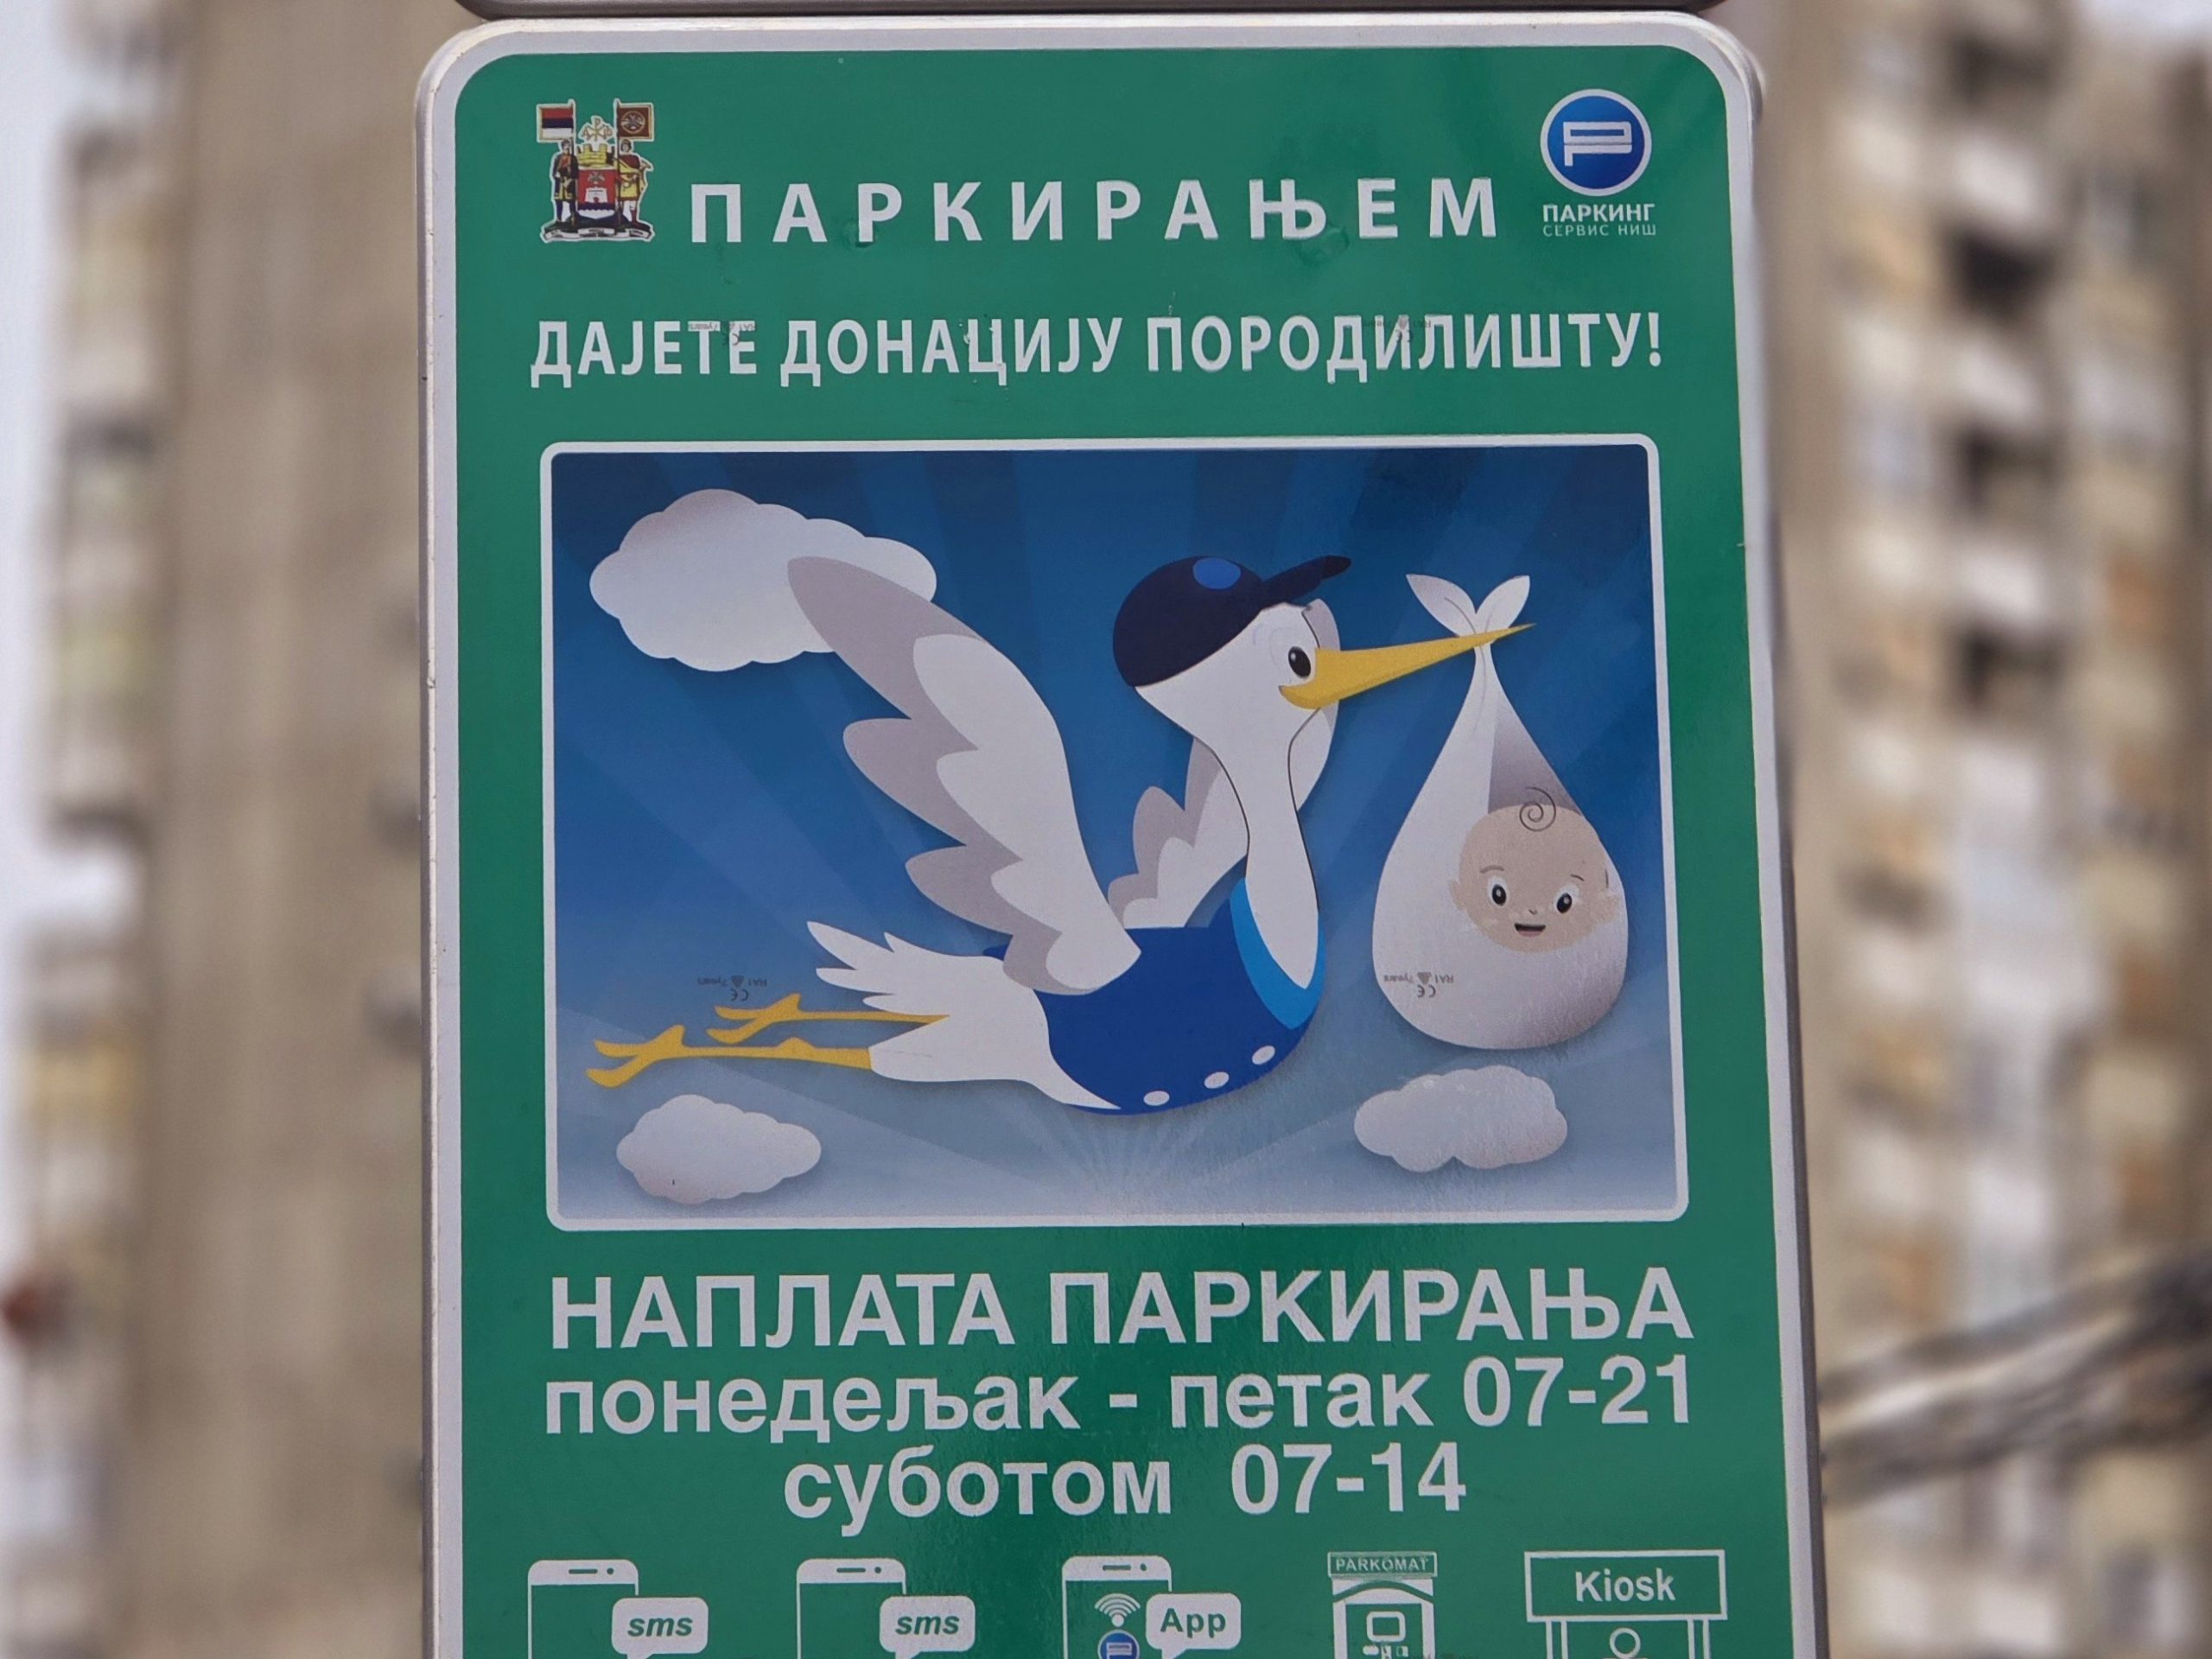 ПАРКИРАЊЕМ
ПАРКИНГ
СЕРВИС НИШ
ДАЈЕТЕ ДОНАЦИЈУ ПОРОДИЛИШТУ!
НАПЛАТА ПАРКИРАЊА
понедељак - петак 07-21
суботом 07-14
sms
sms
App
PARKOMAT
Kiosk